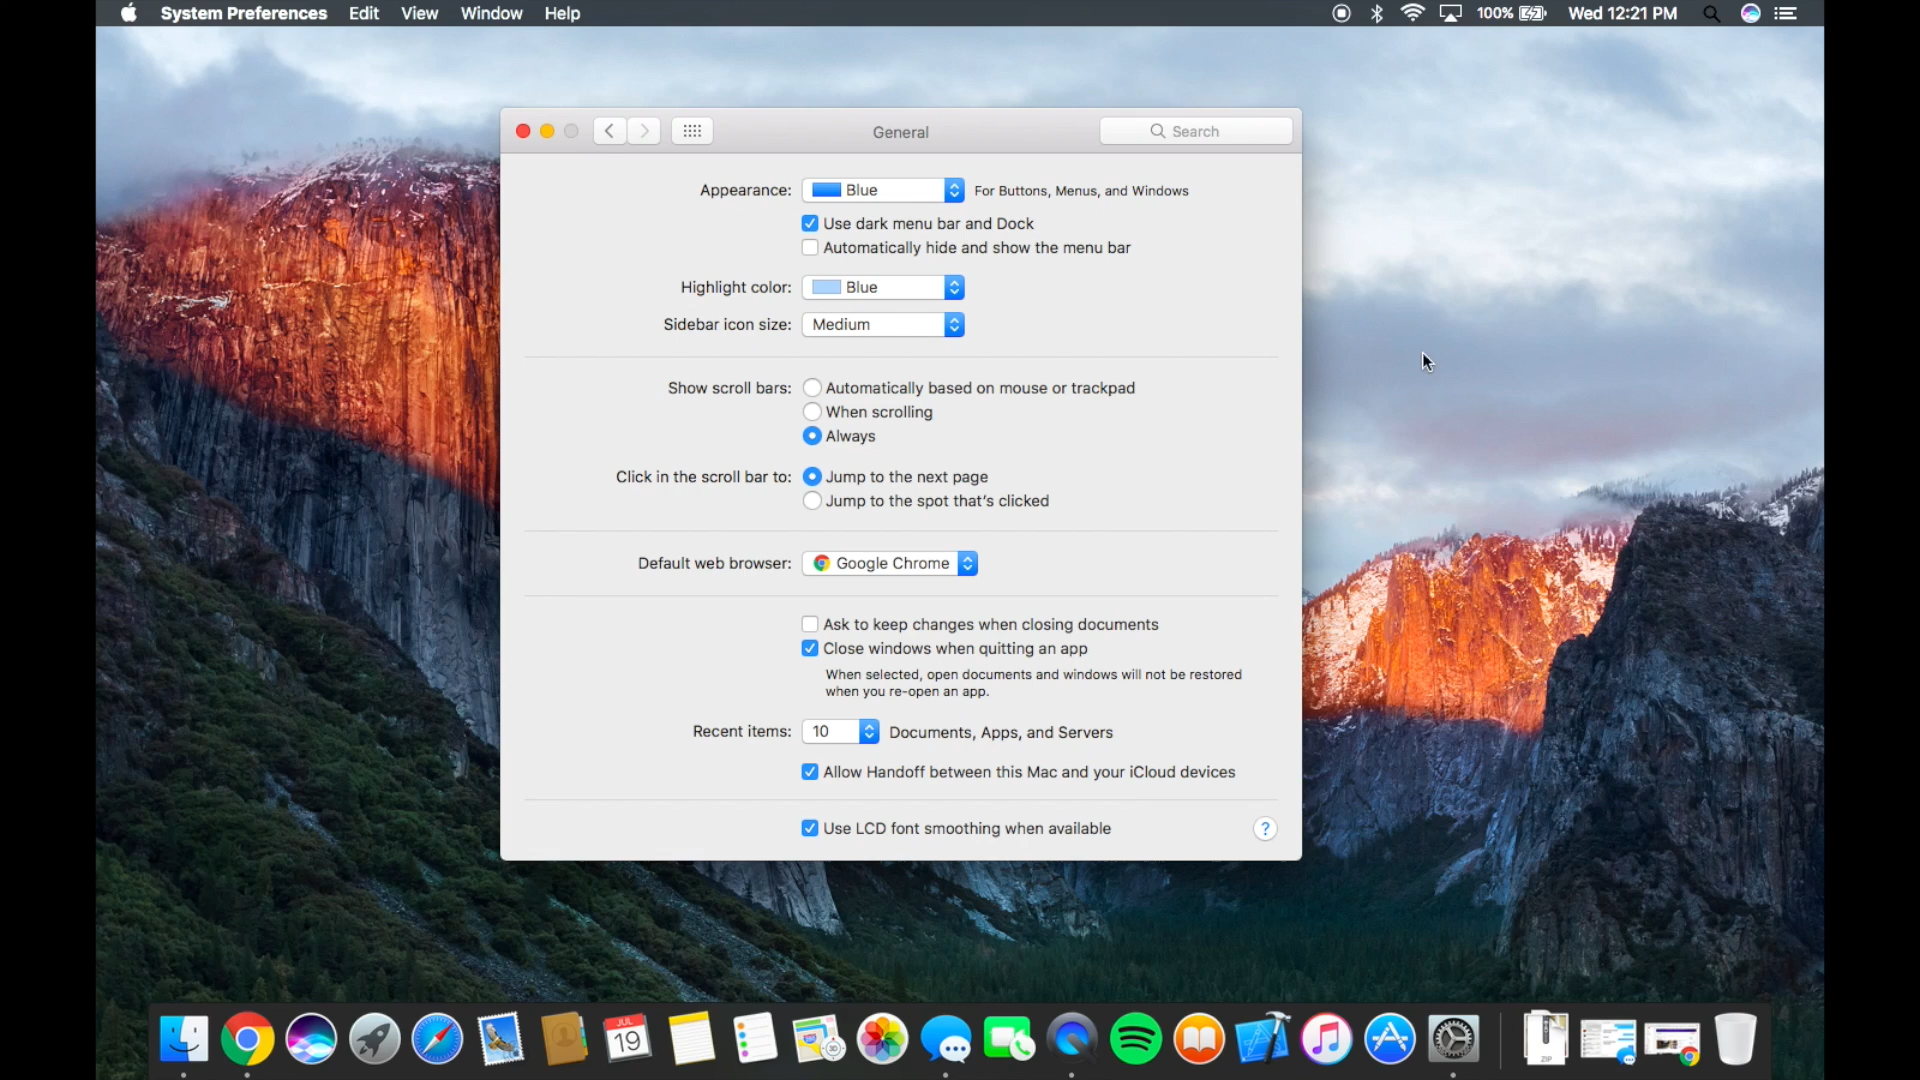 System Preferences Edit View Window Help 100% Wed 12:21 PM
General
Search
Appearance: Blue For Buttons, Menus, and Windows
Use dark menu bar and Dock
Automatically hide and show the menu bar
Highlight color: Blue
Sidebar icon size: Medium
Show scroll bars: Automatically based on mouse or trackpad
When scrolling
Always
Click in the scroll bar to: Jump to the next page
Jump to the spot that's clicked
Default web browser: Google Chrome
Ask to keep changes when closing documents
Close windows when quitting an app
When selected, open documents and windows will not be restored
when you re-open an app.
Recent items: 10 Documents, Apps, and Servers
Allow Handoff between this Mac and your iCloud devices
Use LCD font smoothing when available ?
JUL
19
3D
ZIP